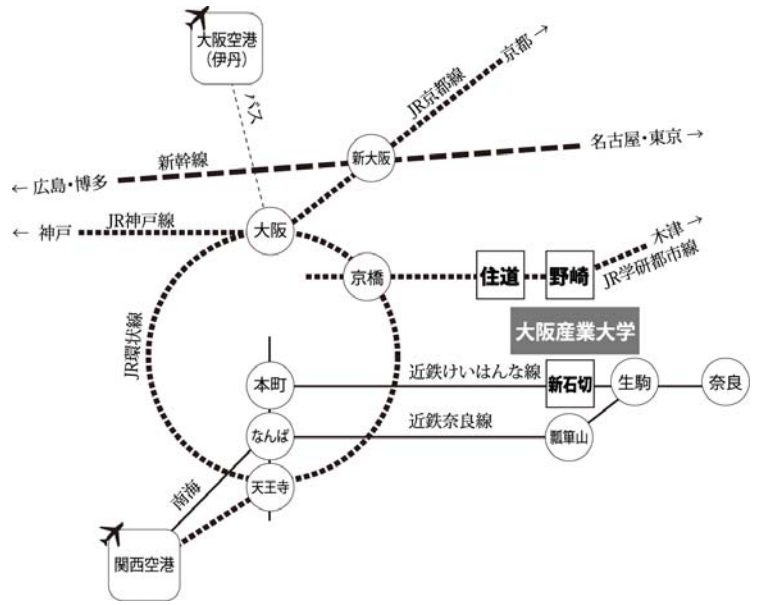 大阪空港
（伊丹）
バス
京都→
JR京都線
新幹線
新大阪
名古屋・東京→
←広島・博多
←神戸
JR神戸線
大阪
木津→
JR学研都市線
京橋
住道
野崎
大阪産業大学
JR環状線
本町
近鉄けいはんな線
新石切
生駒
奈良
なんば
近鉄奈良線
瓢箪山
天王寺
南海
関西空港